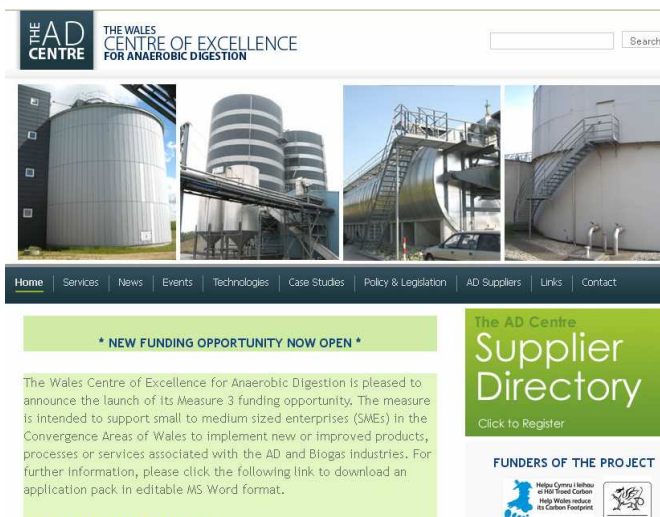 THE AD
CENTRE
THE WALES
CENTRE OF EXCELLENCE
FOR ANAEROBIC DIGESTION
Search
Home Services News Events Technologies Case Studies Policy & Legislation AD Suppliers Links Contact
* NEW FUNDING OPPORTUNITY NOW OPEN *
The Wales Centre of Excellence for Anaerobic Digestion is pleased to
announce the launch of its Measure 3 funding opportunity. The measure
is intended to support small to medium sized enterprises (SMEs) in the
Convergence Areas of Wales to implement new or improved products,
processes or services associated with the AD and Biogas industries. For
further information, please click the following link to download an
application pack in editable MS Word format.
The AD Centre
Supplier
Directory
Click to Register
FUNDERS OF THE PROJECT
Helpu Cymru i leihau
ei Hôl Troed Carbon
Help Wales reduce
its Carbon Footprint